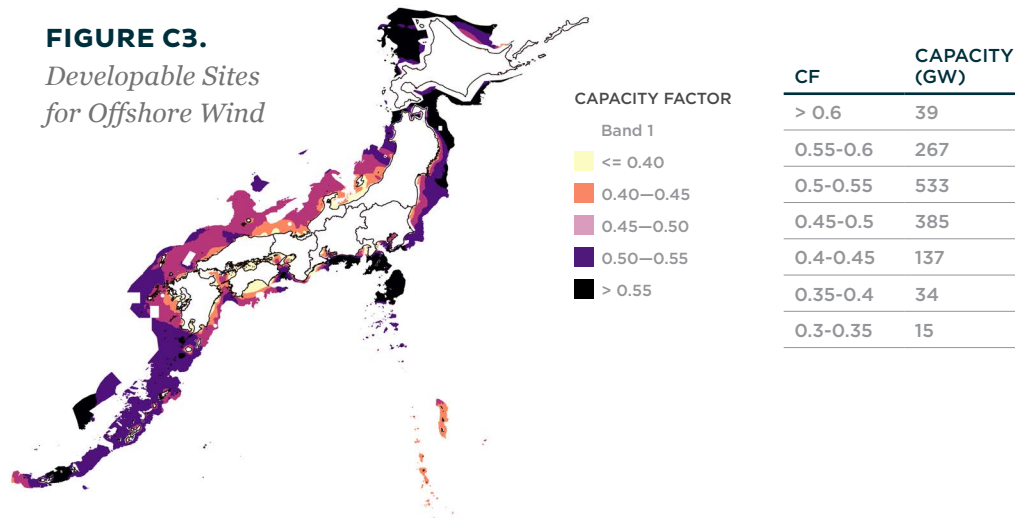 FIGURE C3.
Developable Sites
for Offshore Wind
CAPACITY FACTOR
Band 1
<= 0.40
0.40—0.45
0.45—0.50
0.50—0.55
> 0.55
CF CAPACITY (GW)
> 0.6 39
0.55-0.6 267
0.5-0.55 533
0.45-0.5 385
0.4-0.45 137
0.35-0.4 34
0.3-0.35 15